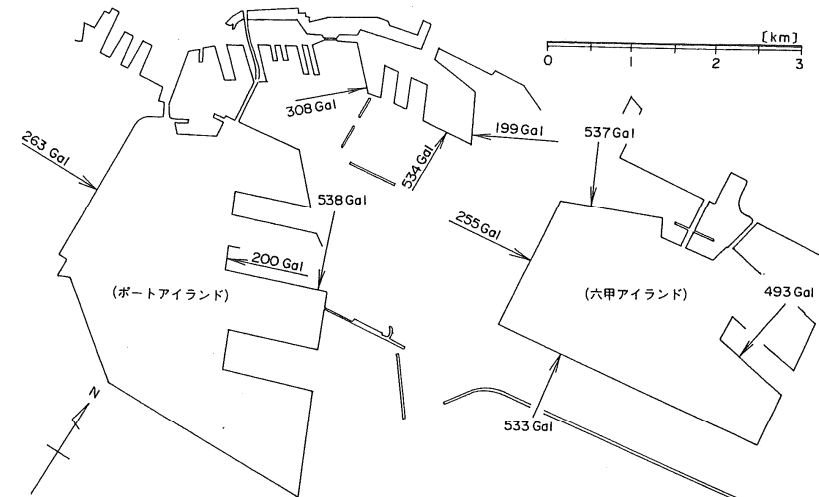 [km]
0 1 2 3
308 Gal
199 Gal
537 Gal
263 Gal
534 Gal
538 Gal
255 Gal
200 Gal
(ポートアイランド)
(六甲アイランド)
493 Gal
N
533 Gal